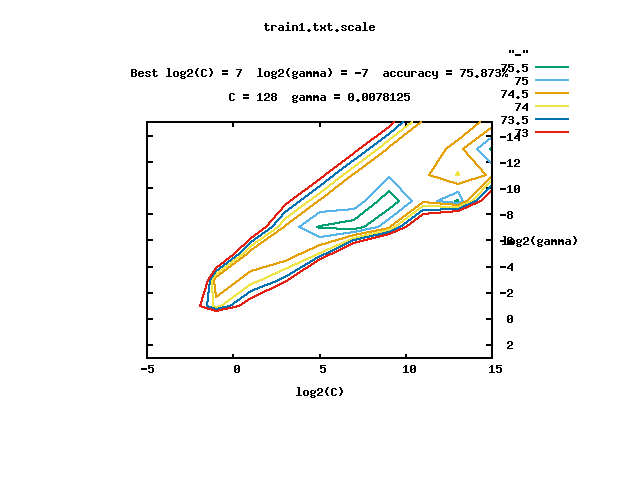 train1.txt.scale
"-"
Best log2(C) = 7  log2(gamma) = -7  accuracy = 75.873%
75.5
75
C = 128  gamma = 0.0078125
74.5
74
73.5
73
-14
-12
-10
-8
-6
log2(gamma)
-4
-2
0
2
-5 0 5 10 15
log2(C)